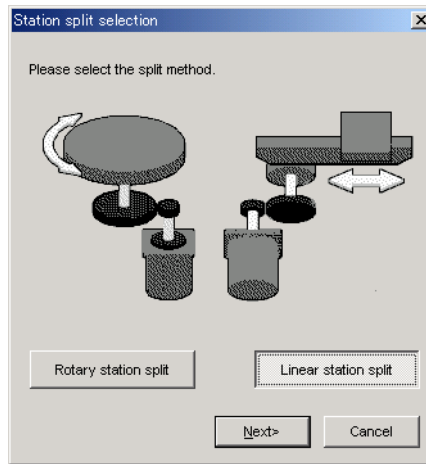 Station split selection
Please select the split method.
Rotary station split
Linear station split
Next>
Cancel